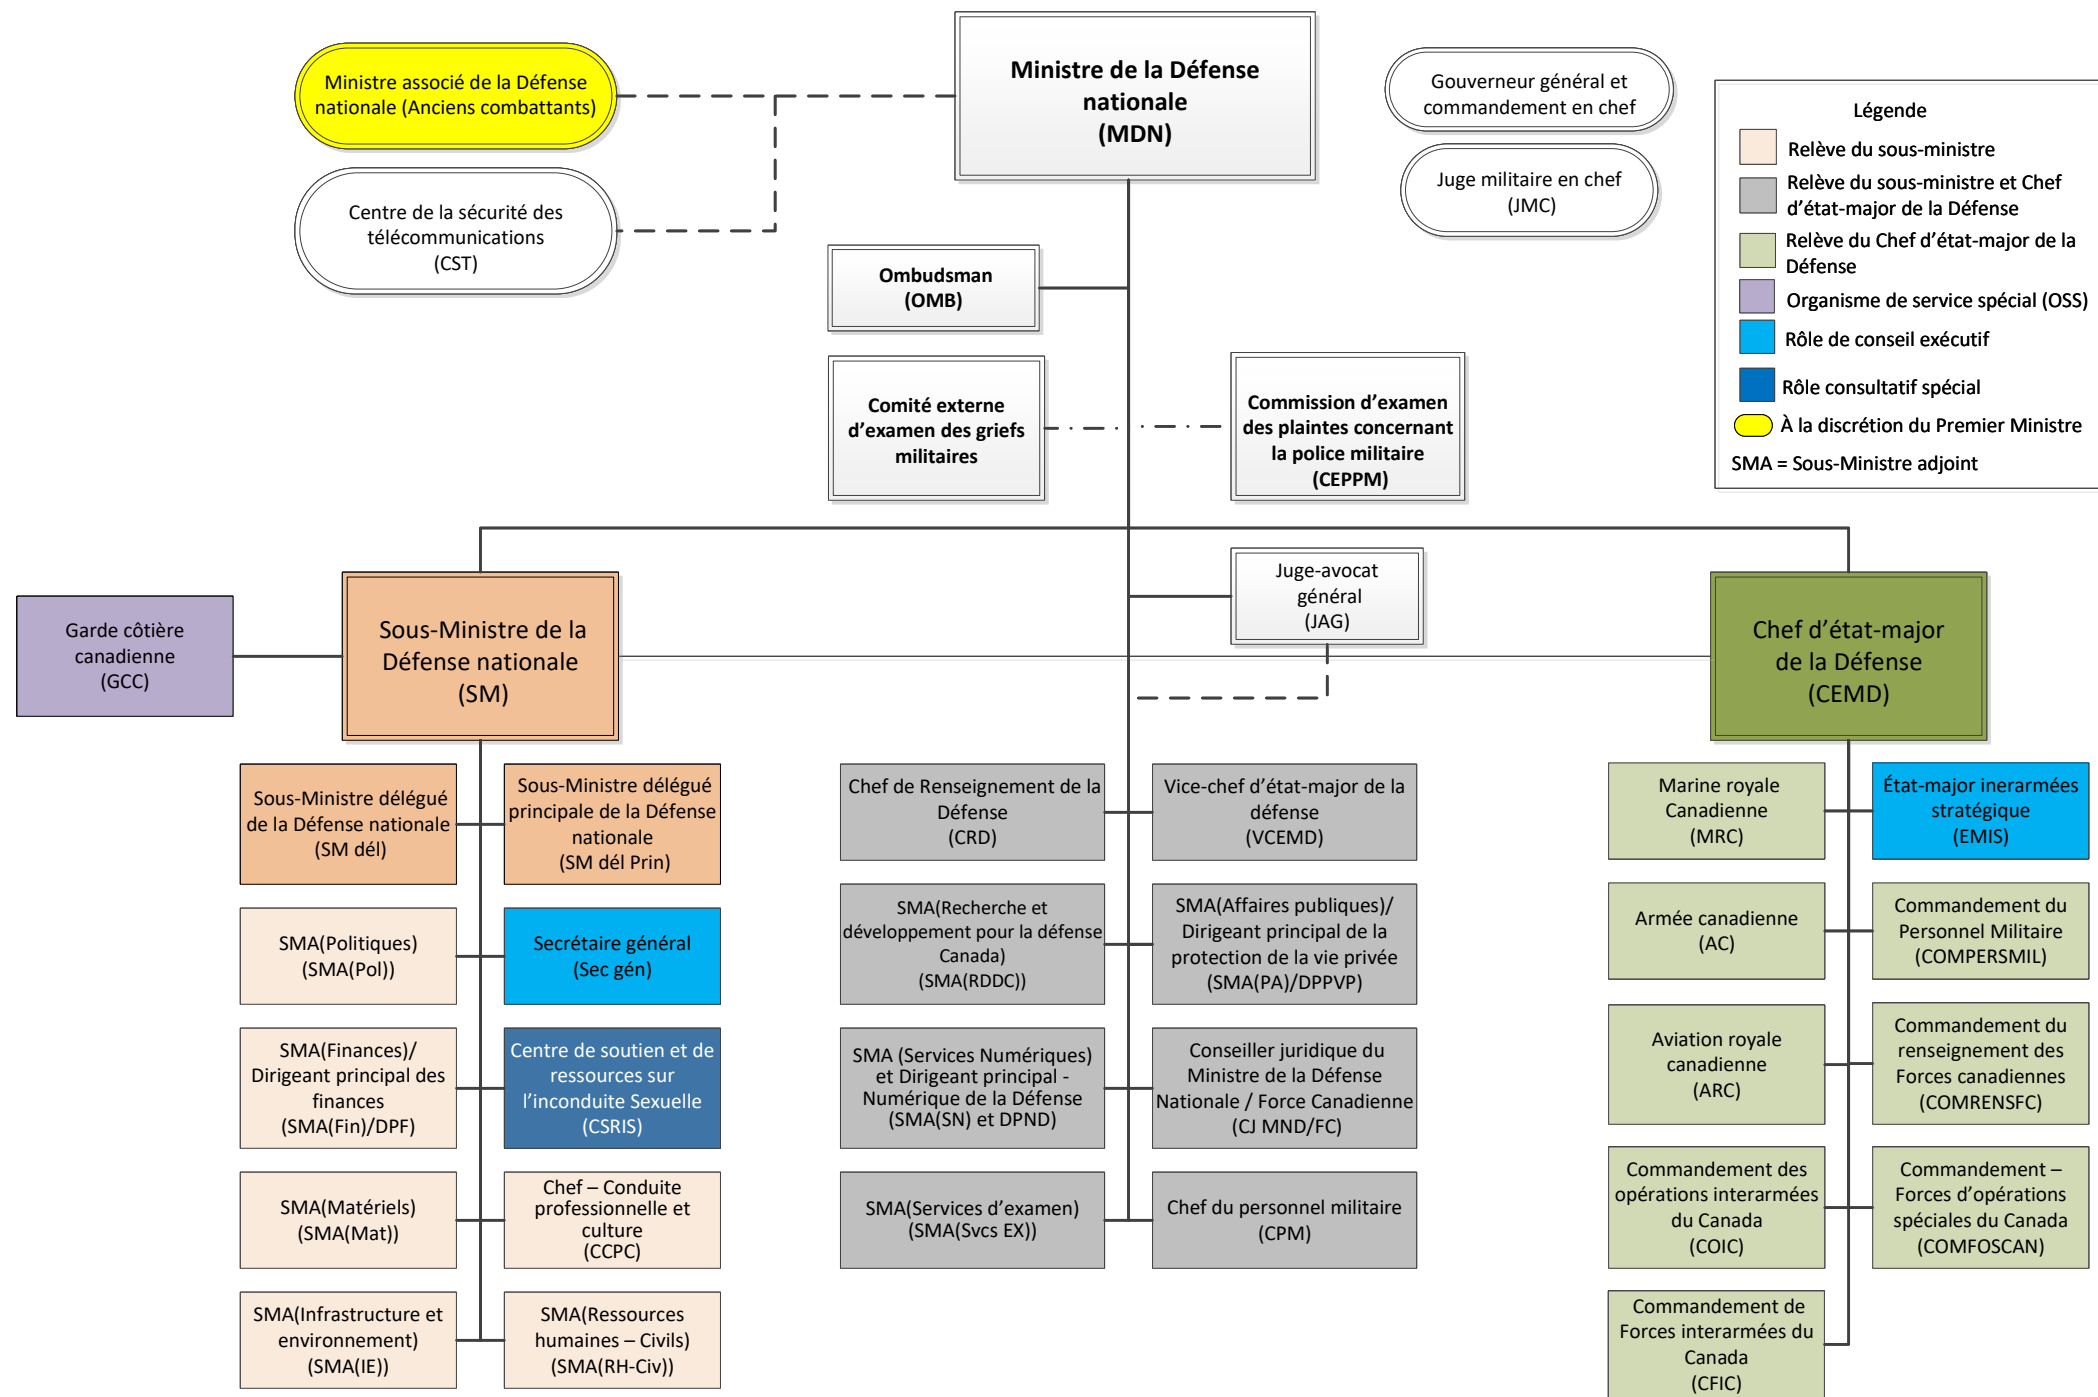 Ministre associé de la Défense
nationale (Anciens combattants)
Centre de la sécurité des
télécommunications
(CST)
Ministre de la Défense
nationale
(MDN)
Gouverneur général et
commandement en chef
Juge militaire en chef
(JMC)
Légende
Relève du sous-ministre
Relève du sous-ministre et Chef
d’état-major de la Défense
Relève du Chef d’état-major de la
Défense
Organisme de service spécial (OSS)
Rôle de conseil exécutif
Rôle consultatif spécial
À la discrétion du Premier Ministre
SMA = Sous-Ministre adjoint
Ombudsman
(OMB)
Comité externe
d’examen des griefs
militaires
Commission d’examen
des plaintes concernant
la police militaire
(CEPPM)
Garde côtière
canadienne
(GCC)
Sous-Ministre de la
Défense nationale
(SM)
Juge-avocat
général
(JAG)
Chef d’état-major
de la Défense
(CEMD)
Sous-Ministre délégué
de la Défense nationale
(SM dél)
Sous-Ministre délégué
principale de la Défense
nationale
(SM dél Prin)
SMA(Politiques)
(SMA(Pol))
Secrétaire général
(Sec gén)
SMA(Finances)/
Dirigeant principal des
finances
(SMA(Fin)/DPF)
Centre de soutien et de
ressources sur
l’inconduite Sexuelle
(CSRIS)
SMA(Matériels)
(SMA(Mat))
Chef – Conduite
professionnelle et
culture
(CCPC)
SMA(Infrastructure et
environnement)
(SMA(IE))
SMA(Ressources
humaines – Civils)
(SMA(RH-Civ))
Chef de Renseignement de la
Défense
(CRD)
Vice-chef d’état-major de la
défense
(VCEMD)
SMA(Recherche et
développement pour la défense
Canada)
(SMA(RDDC))
SMA(Affaires publiques)/
Dirigeant principal de la
protection de la vie privée
(SMA(PA)/DPPVP)
SMA (Services Numériques)
et Dirigeant principal -
Numérique de la Défense
(SMA(SN) et DPND)
Conseiller juridique du
Ministre de la Défense
Nationale / Force Canadienne
(CJ MND/FC)
SMA(Services d’examen)
(SMA(Svcs EX))
Chef du personnel militaire
(CPM)
Marine royale
Canadienne
(MRC)
État-major inerarmées
stratégique
(EMIS)
Armée canadienne
(AC)
Commandement du
Personnel Militaire
(COMPERSMIL)
Aviation royale
canadienne
(ARC)
Commandement du
renseignement des
Forces canadiennes
(COMRENSFC)
Commandement des
opérations interarmées
du Canada
(COIC)
Commandement –
Forces d’opérations
spéciales du Canada
(COMFOSCAN)
Commandement de
Forces interarmées du
Canada
(CFIC)